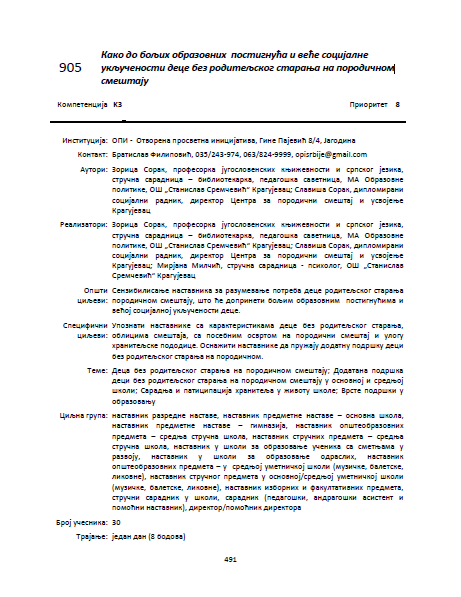 905
Како до бољих образовних постигнућа и веће социјалне
укључености деце без родитељског старања на породичном
смештају
Компетенција К3 Приоритет 8
Институција: ОПИ - Отворена просветна иницијатива, Гине Пајевић 8/4, Јагодина
Контакт: Братислав Филиповић, 035/243-974, 063/824-9999, opisrbije@gmail.com
Аутори: Зорица Сорак, професорка југословенских књижевности и српског језика,
стручна сарадница – библиотекарка, педагошка саветница, МА Образовне
политике, ОШ „Станислав Сремчевић“ Крагујевац; Славиша Сорак, дипломирани
социјални радник, директор Центра за породични смештај и усвојење
Крагујевац
Реализатори: Зорица Сорак, професорка југословенских књижевности и српског језика,
стручна сарадница – библиотекарка, педагошка саветница, МА Образовне
политике, ОШ „Станислав Сремчевић“ Крагујевац; Славиша Сорак, дипломирани
социјални радник, директор Центра за породични смештај и усвојење
Крагујевац; Мирјана Милчић, стручна сарадница - психолог, ОШ „Станислав
Сремчевић“ Крагујевац
Општи Сензибилисање наставника за разумевање потреба деце родитељског старања
циљеви: породичном смештају, што ће допринети бољим образовним постигнућима и
већој социјалној укључености деце.
Специфични Упознати наставнике са карактеристикама деце без родитељског старања,
циљеви: облицима смештаја, са посебним освртом на породични смештај и улогу
хранитељске породице. Оснажити наставнике да пружају додатну подршку деци
без родитељског старања на породичном.
Теме: Деца без родитељског старања на породичном смештају; Додатана подршка
деци без родитељског старања на породичном смештају у основној и средњој
школи; Сарадња и патиципација хранитеља у животу школе; Врсте подршки у
образовању
Циљна група: наставник разредне наставе, наставник предметне наставе – основна школа,
наставник предметне наставе – гимназија, наставник општеобразовних
предмета – средња стручна школа, наставник стручних предмета – средња
стручна школа, наставник у школи за образовање ученика са сметњама у
развоју, наставник у школи за образовање одраслих, наставник
општеобразовних предмета – у средњој уметничкој школи (музичке, балетске,
ликовне), наставник стручног предмета у основној/средњој уметничкој школи
(музичке, балетске, ликовне), наставник изборних и факултативних предмета,
стручни сарадник у школи, сарадник (педагошки, андрагошки асистент и
помоћни наставник), директор/помоћник директора
Број учесника: 30
Трајање: један дан (8 бодова)
491